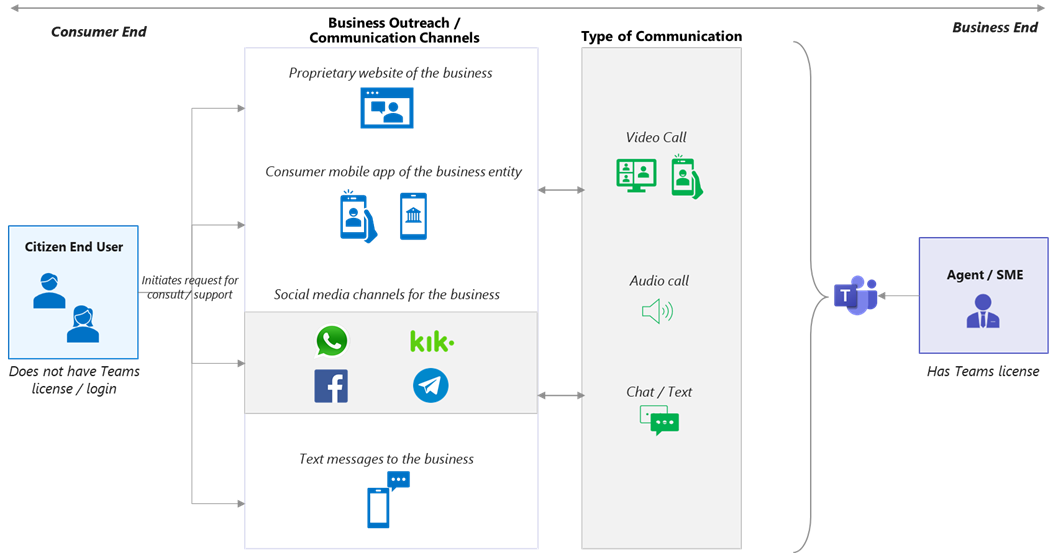 Consumer End
Business Outreach /
Communication Channels
Type of Communication
Business End
Proprietary website of the business
Consumer mobile app of the business entity
Video Call
Citizen End User
Initiates request for
consult / support
Does not have Teams
license / login
Social media channels for the business
kik
Audio call
Chat / Text
Text messages to the business
T
Agent / SME
Has Teams license